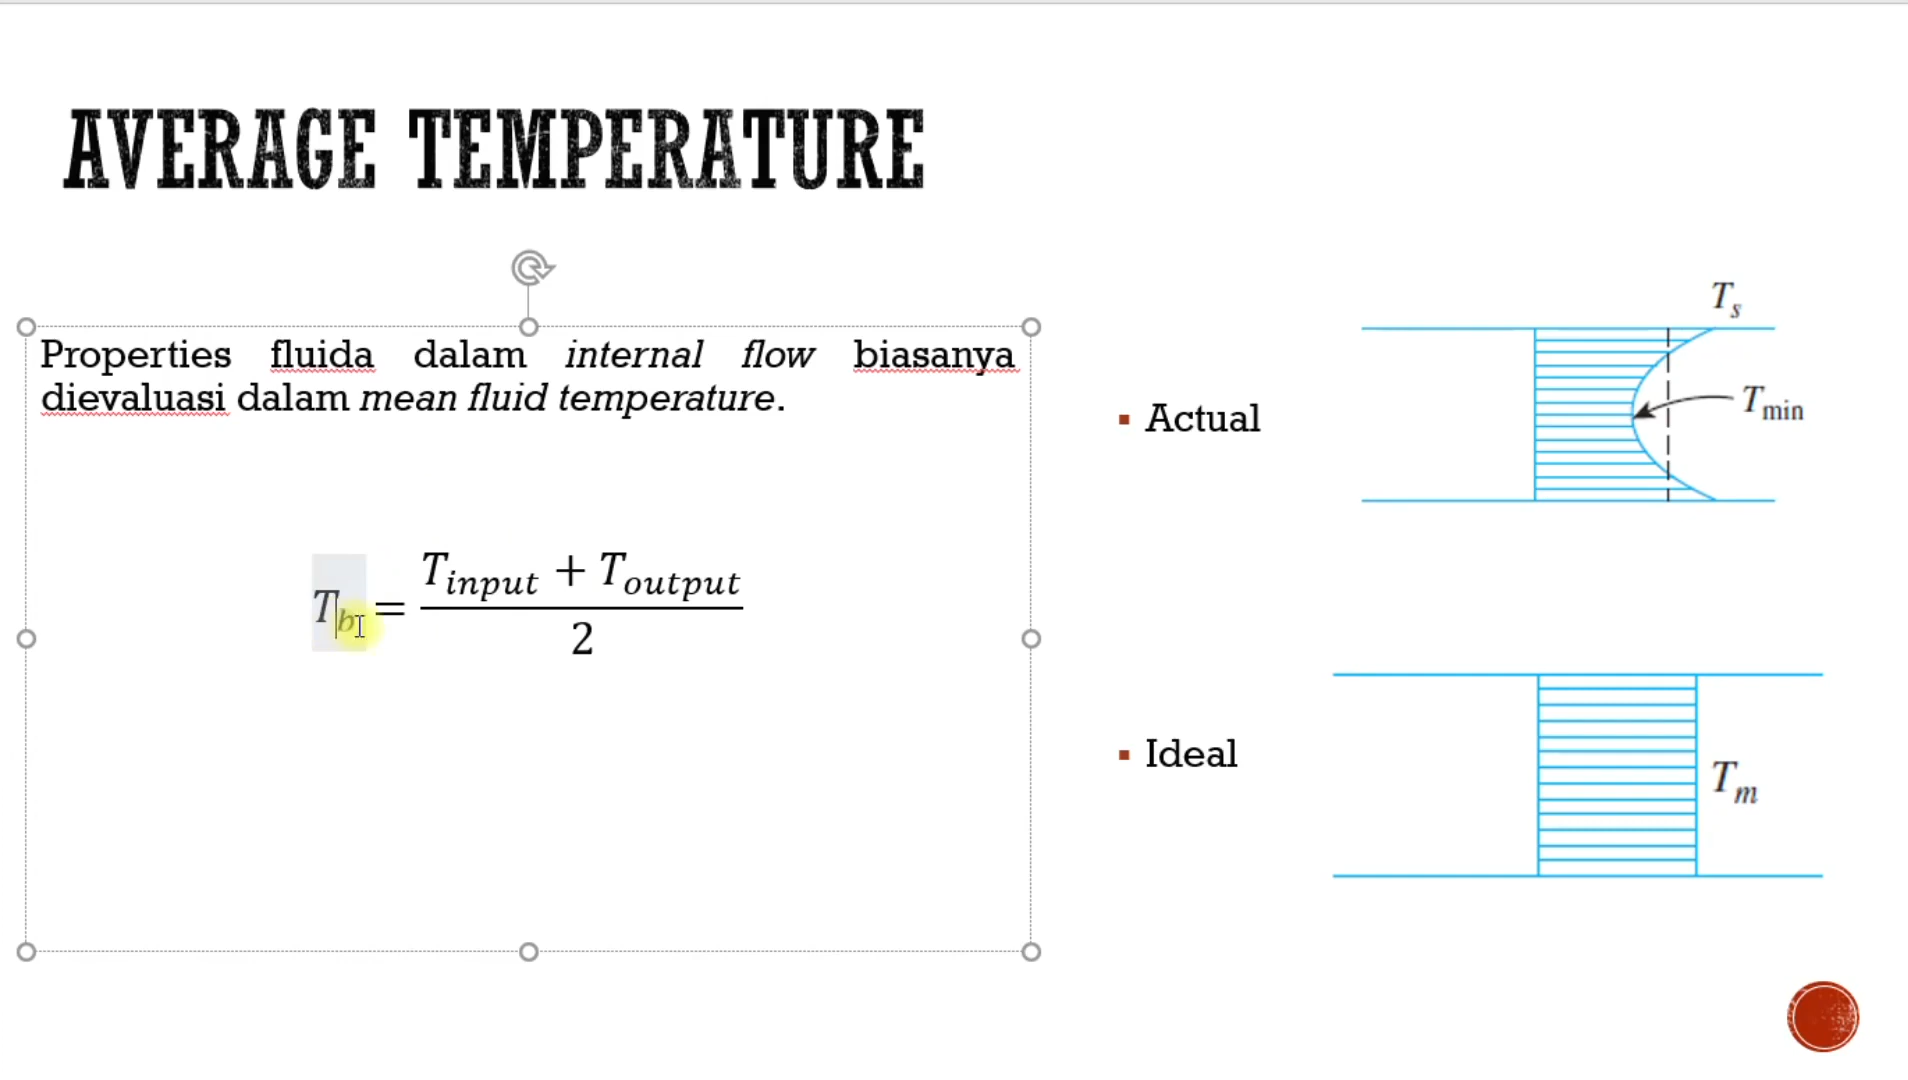 AVERAGE TEMPERATURE
Properties fluida dalam internal flow biasanya
dievaluasi dalam mean fluid temperature.
T_b = (T_input + T_output) / 2
▪ Actual
T_s
T_min
▪ Ideal
T_m